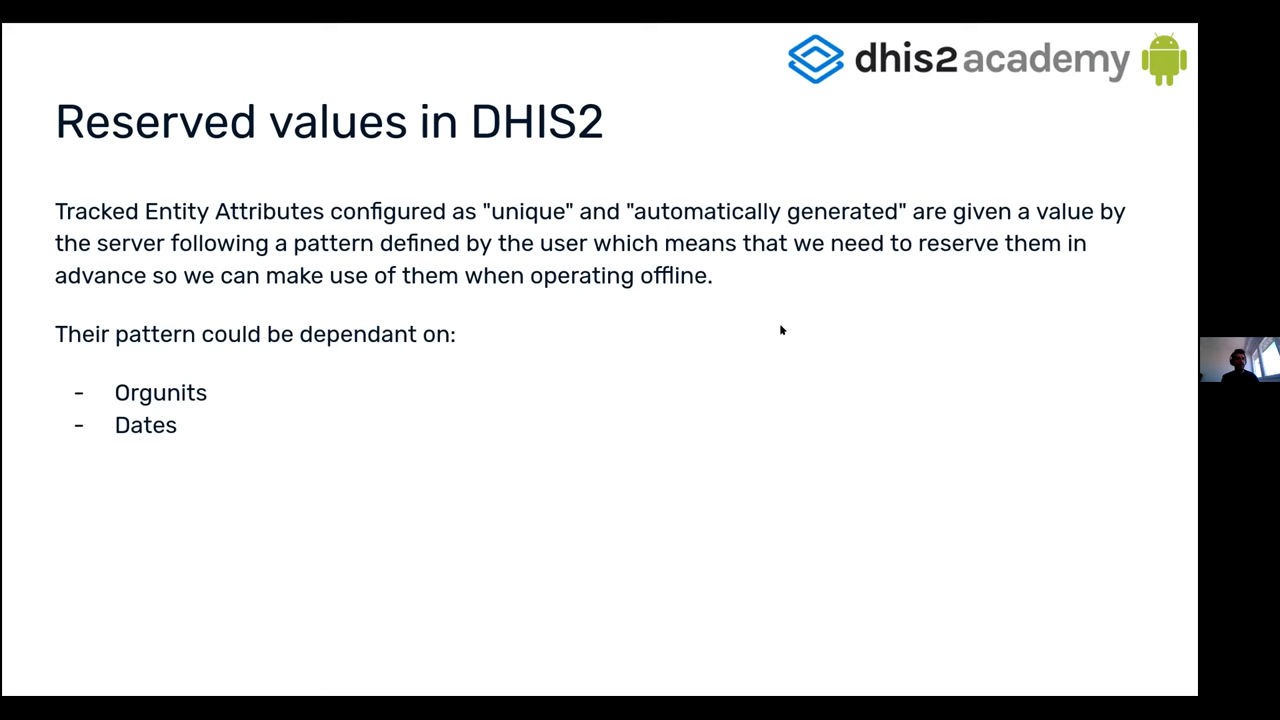 dhis2 academy
Reserved values in DHIS2
Tracked Entity Attributes configured as "unique" and "automatically generated" are given a value by
the server following a pattern defined by the user which means that we need to reserve them in
advance so we can make use of them when operating offline.
Their pattern could be dependant on:
- Orgunits
- Dates